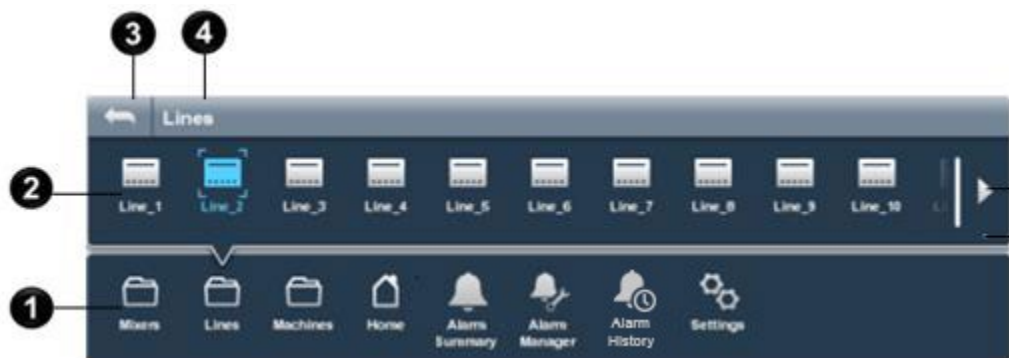 3 4
Lines
2
Line_1 Line_2 Line_3 Line_4 Line_5 Line_6 Line_7 Line_8 Line_9 Line_10
1
Mixers Lines Machines Home Alarm Summary Alarm Manager Alarm History Settings